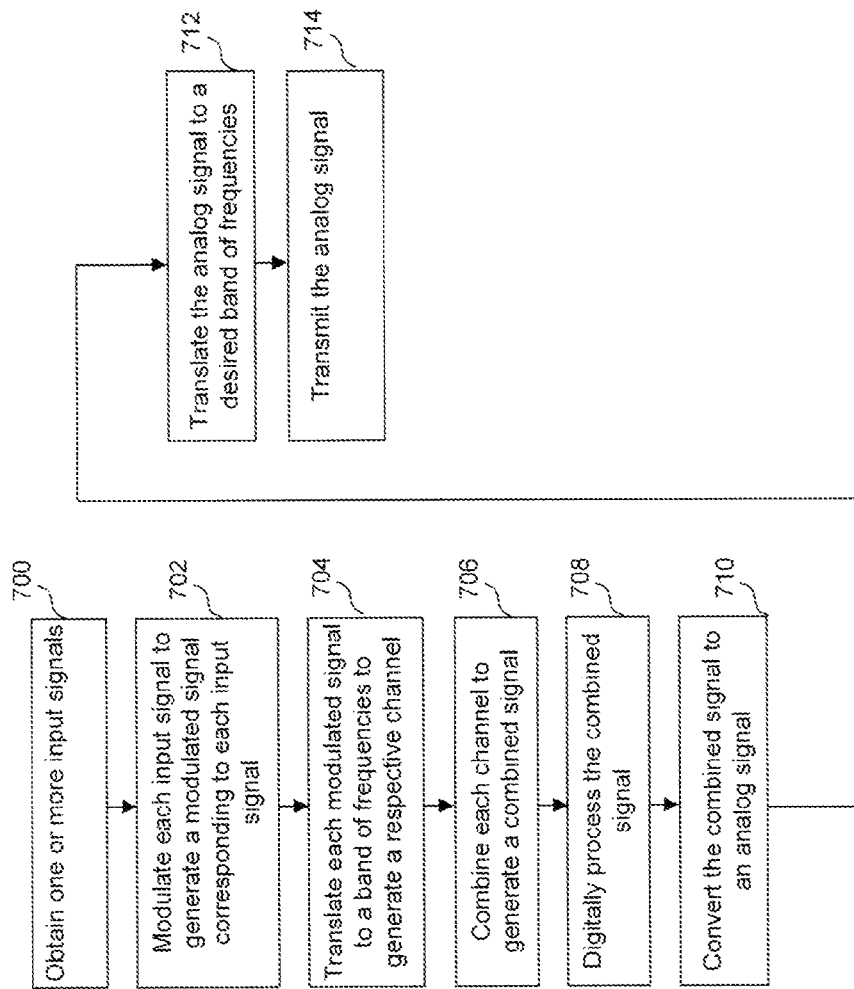 700
Obtain one or more input signals
702
Modulate each input signal to
generate a modulated signal
corresponding to each input
signal
704
Translate each modulated signal
to a band of frequencies to
generate a respective channel
706
Combine each channel to
generate a combined signal
708
Digitally process the combined
signal
710
Convert the combined signal to
an analog signal
712
Translate the analog signal to a
desired band of frequencies
714
Transmit the analog signal